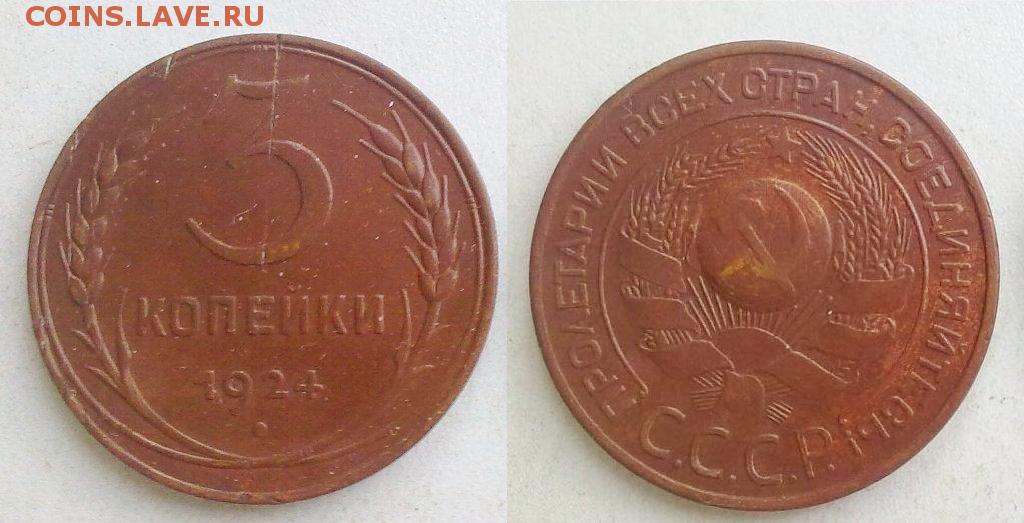 COINS.LAVE.RU
3
КОПЕЙКИ
1924
ПРОЛЕТАРИИ ВСЕХ СТРАН, СОЕДИНЯЙТЕСЬ!
С.С.С.Р.